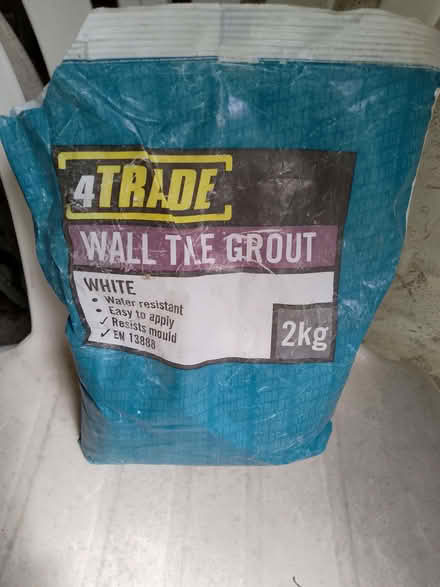 4TRADE
WALL TILE GROUT
WHITE
Water resistant
Easy to apply
✓ Resists mould
✓ EN 13888
2kg